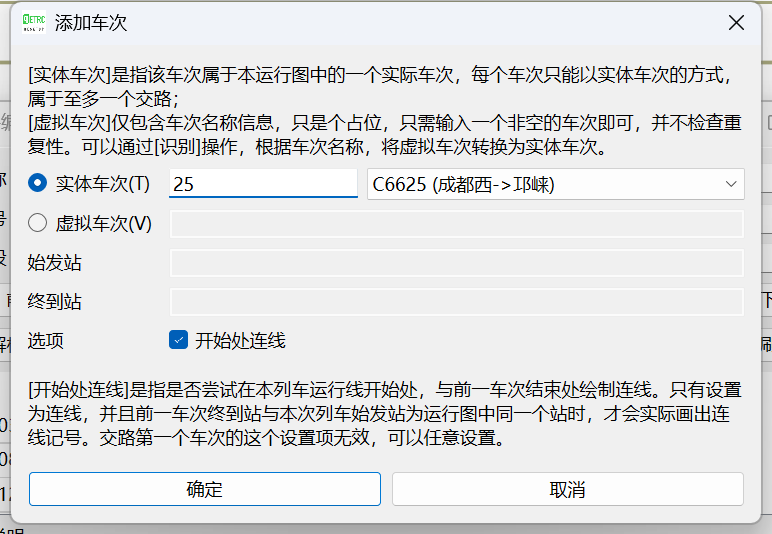 添加车次
[实体车次]是指该车次属于本运行图中的一个实际车次，每个车次只能以实体车次的方式，
属于至多一个交路；
[虚拟车次]仅包含车次名称信息，只是个占位，只需输入一个非空的车次即可，并不检查重
复性。可以通过[识别]操作，根据车次名称，将虚拟车次转换为实体车次。
实体车次(T) 25 C6625 (成都西->邛崃)
虚拟车次(V)
始发站
终到站
选项 开始处连线
[开始处连线]是指是否尝试在本列车运行线开始处，与前一车次结束处绘制连线。只有设置
为连线，并且前一车次终到站与本次列车始发站为运行图中同一个站时，才会实际画出连
线记号。交路第一个车次的这个设置项无效，可以任意设置。
确定 取消